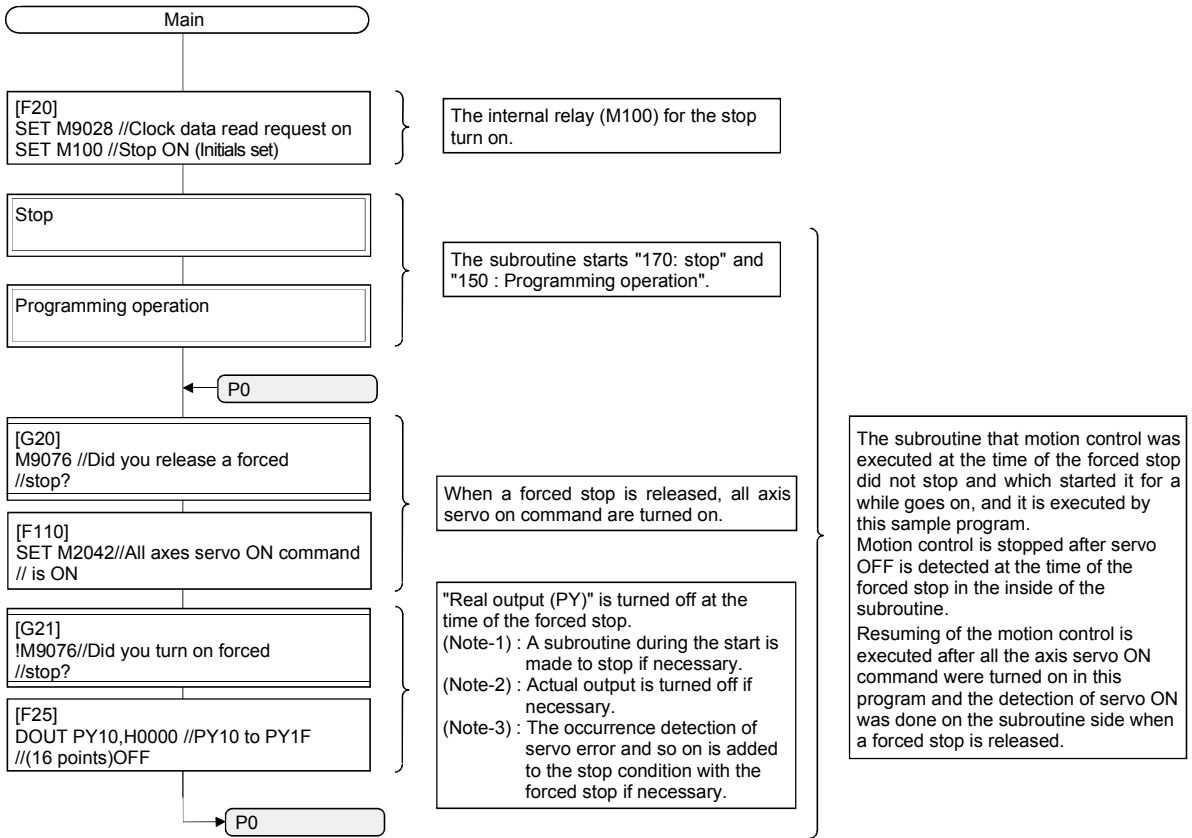 Main
[F20]
SET M9028 //Clock data read request on
SET M100 //Stop ON (Initials set)
The internal relay (M100) for the stop
turn on.
Stop
Programming operation
The subroutine starts "170: stop" and
"150 : Programming operation".
P0
[G20]
M9076 //Did you release a forced
//stop?
[F110]
SET M2042//All axes servo ON command
// is ON
When a forced stop is released, all axis
servo on command are turned on.
[G21]
!M9076//Did you turn on forced
//stop?
[F25]
DOUT PY10,H0000 //PY10 to PY1F
//(16 points)OFF
"Real output (PY)" is turned off at the
time of the forced stop.
(Note-1) : A subroutine during the start is
made to stop if necessary.
(Note-2) : Actual output is turned off if
necessary.
(Note-3) : The occurrence detection of
servo error and so on is added
to the stop condition with the
forced stop if necessary.
P0
The subroutine that motion control was
executed at the time of the forced stop
did not stop and which started it for a
while goes on, and it is executed by
this sample program.
Motion control is stopped after servo
OFF is detected at the time of the
forced stop in the inside of the
subroutine.
Resuming of the motion control is
executed after all the axis servo ON
command were turned on in this
program and the detection of servo ON
was done on the subroutine side when
a forced stop is released.